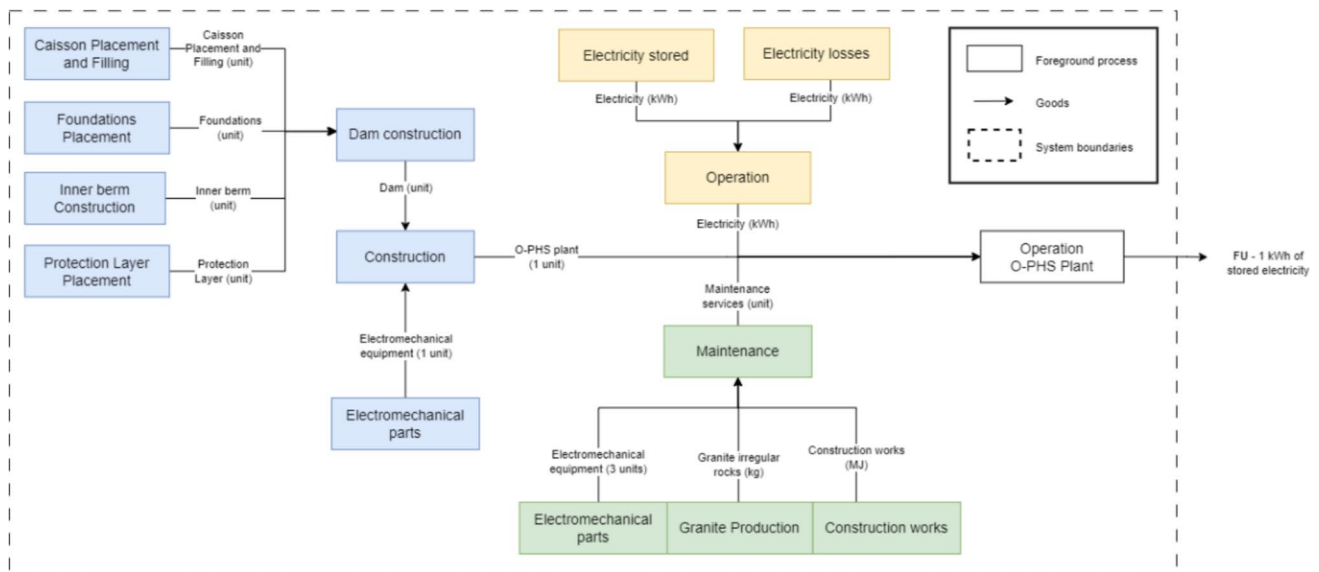 Caisson Placement
and Filling
Caisson
Placement and
Filling (unit)
Foundations
Placement
Foundations
(unit)
Inner berm
Construction
Inner berm
(unit)
Protection Layer
Placement
Protection
Layer (unit)
Dam construction
Dam (unit)
Construction
Electromechanical
equipment (1 unit)
Electromechanical
parts
O-PHS plant
(1 unit)
Electricity stored
Electricity losses
Electricity (kWh)
Electricity (kWh)
Operation
Electricity (kWh)
Maintenance
services (unit)
Maintenance
Electromechanical
equipment (3 units)
Granite irregular
rocks (kg)
Construction works
(MJ)
Electromechanical
parts
Granite Production
Construction works
Operation
O-PHS Plant
FU - 1 kWh of
stored electricity
Foreground process
Goods
System boundaries